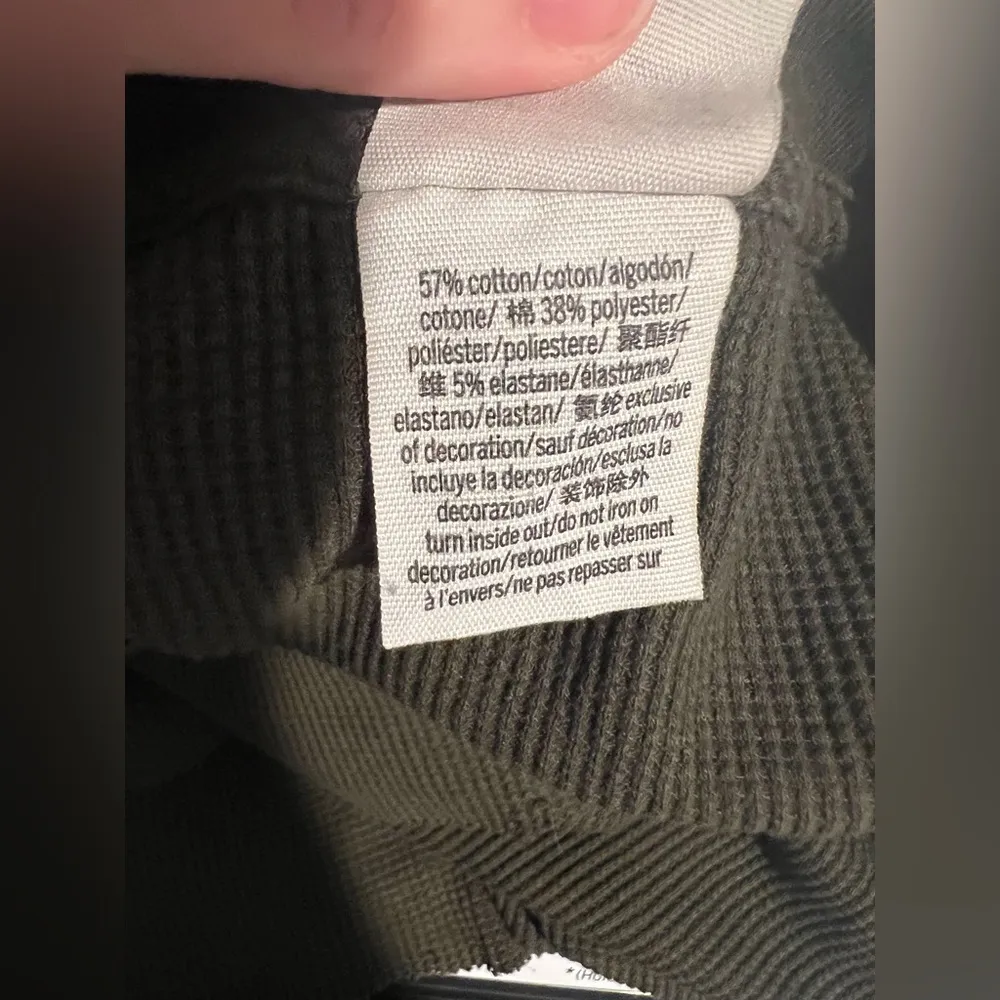 57% cotton/coton/algodón/
cotone/ 棉 38% polyester/
poliéster/poliestere/ 聚酯纤
维 5% elastane/élasthanne/
elastano/elastan/ 氨纶 exclusive
of decoration/sauf décoration/no
incluye la decoración/esclusa la
decorazione/ 装饰除外
turn inside out/do not iron on
decoration/retourner le vêtement
à l'envers/ne pas repasser sur